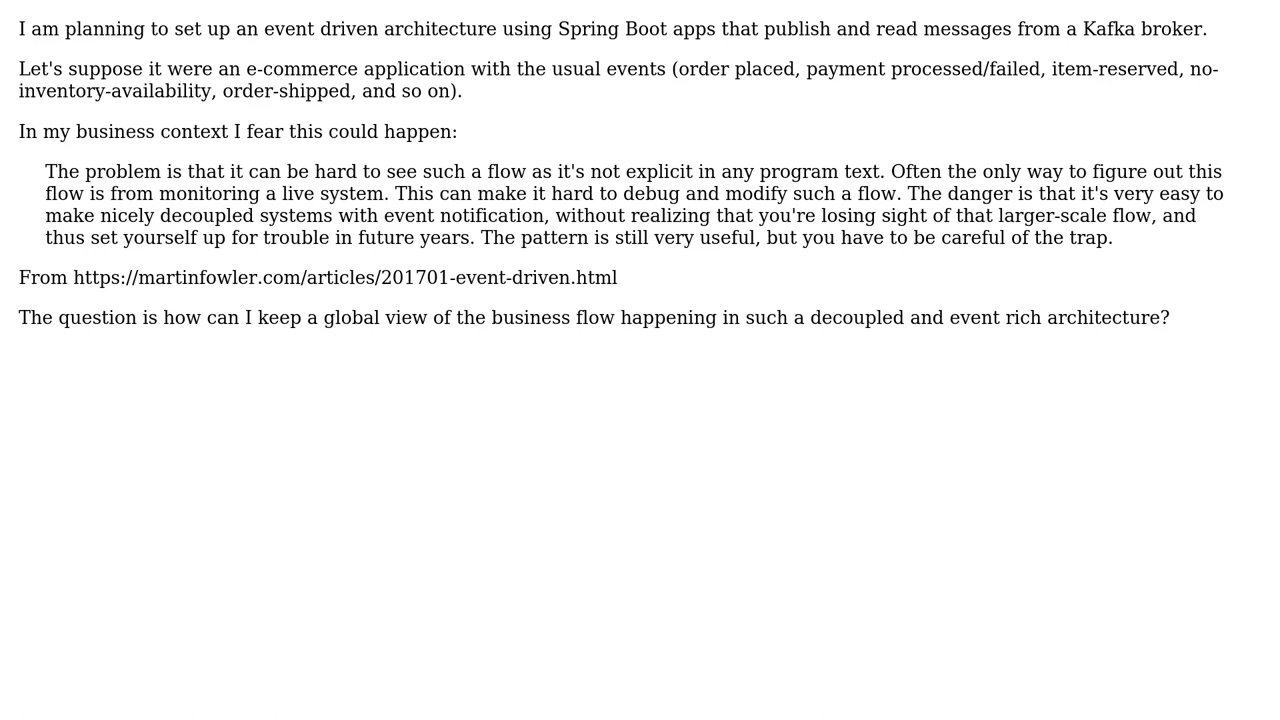 I am planning to set up an event driven architecture using Spring Boot apps that publish and read messages from a Kafka broker.
Let's suppose it were an e-commerce application with the usual events (order placed, payment processed/failed, item-reserved, no-
inventory-availability, order-shipped, and so on).
In my business context I fear this could happen:
The problem is that it can be hard to see such a flow as it's not explicit in any program text. Often the only way to figure out this
flow is from monitoring a live system. This can make it hard to debug and modify such a flow. The danger is that it's very easy to
make nicely decoupled systems with event notification, without realizing that you're losing sight of that larger-scale flow, and
thus set yourself up for trouble in future years. The pattern is still very useful, but you have to be careful of the trap.
From https://martinfowler.com/articles/201701-event-driven.html
The question is how can I keep a global view of the business flow happening in such a decoupled and event rich architecture?